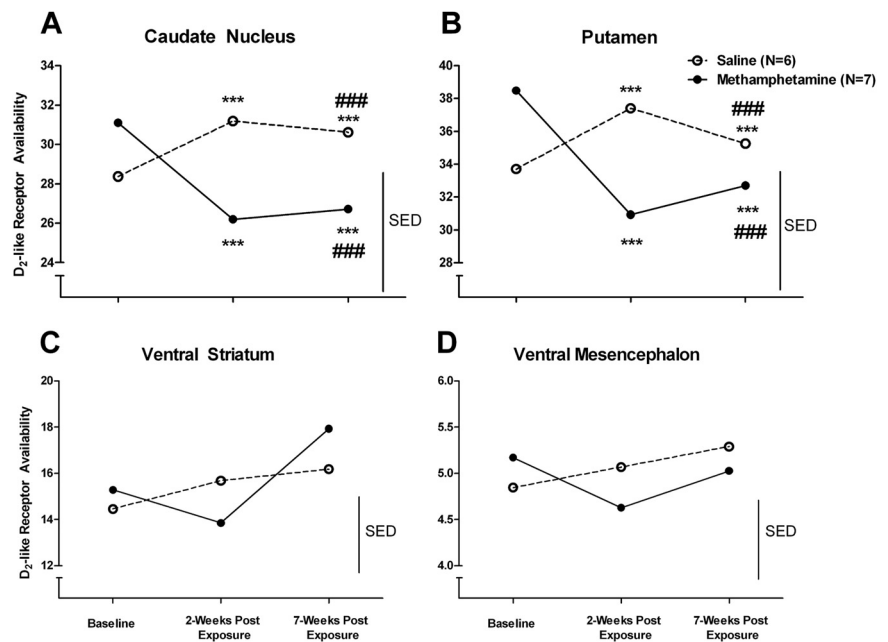 A
Caudate Nucleus
D₂-like Receptor Availability
34
32
30
28
26
24
***
###
***
***
***
###
SED
B
Putamen
Saline (N=6)
Methamphetamine (N=7)
40
38
36
34
32
30
28
***
###
***
***
***
###
SED
C
Ventral Striatum
D₂-like Receptor Availability
20
18
16
14
12
SED
Baseline
2-Weeks Post
Exposure
7-Weeks Post
Exposure
D
Ventral Mesencephalon
6.0
5.5
5.0
4.5
4.0
SED
Baseline
2-Weeks Post
Exposure
7-Weeks Post
Exposure